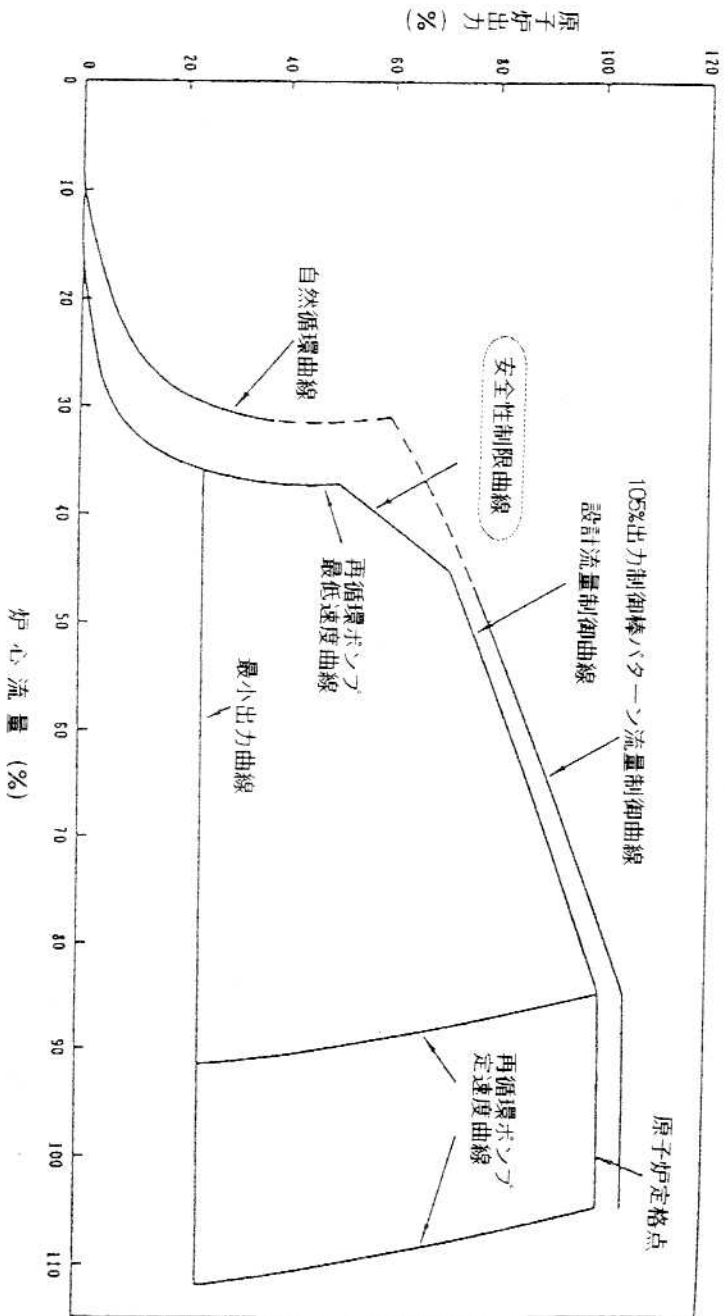 原子炉出力 (%)
120
100
80
60
40
20
0
0
10
20
30
40
50
60
70
80
90
100
110
炉心流量 (%)
105%出力制御棒パターン流量制御曲線
設計流量制御曲線
安全性制限曲線
自然循環曲線
再循環ポンプ
最低速度曲線
最小出力曲線
再循環ポンプ
定速度曲線
原子炉定格点